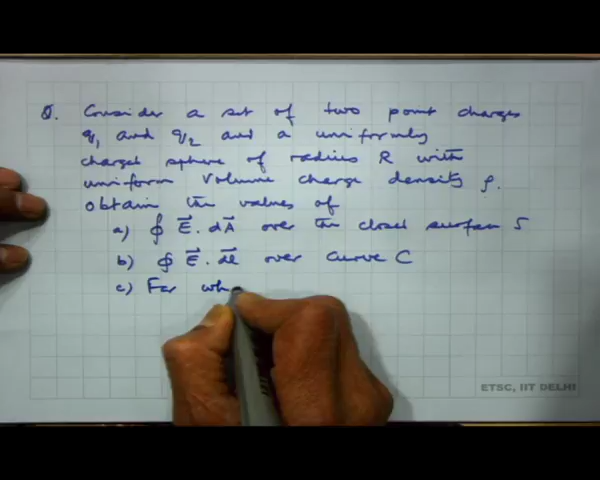 Q. Consider a set of two point charges
q1 and q2 and a uniformly
charged sphere of radius R with
uniform volume charge density ρ.
obtain the values of
a) ∮ E⃗ . dA⃗ over the closed surface S
b) ∮ E⃗ . dl⃗ over curve C
c) For wh
ETSC, IIT DELHI